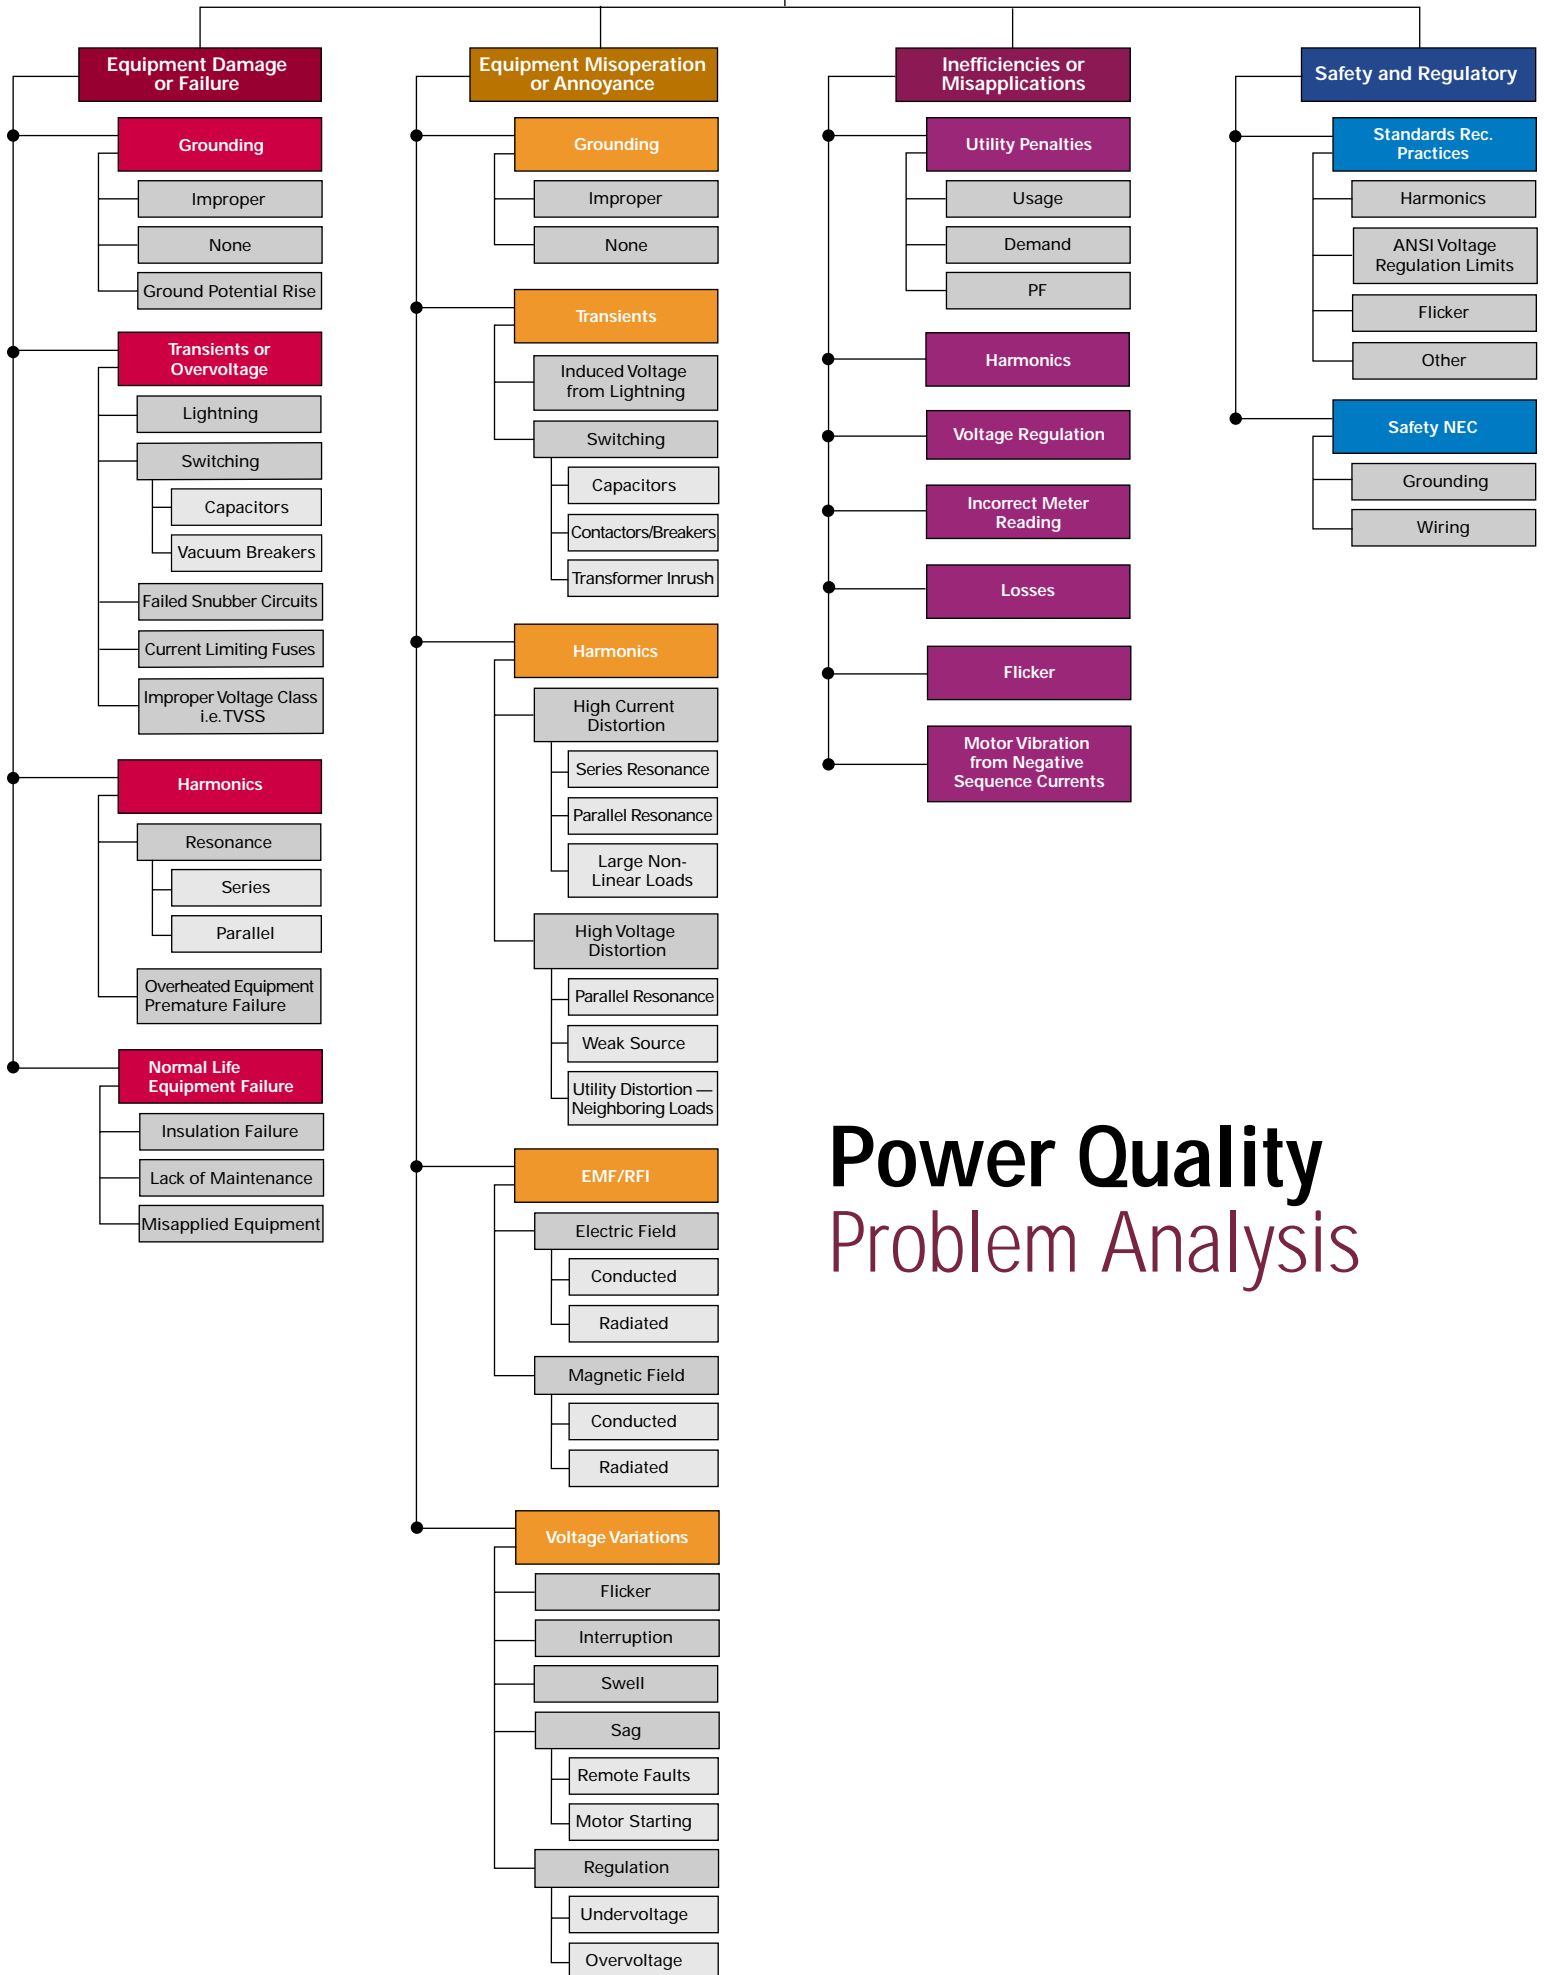 Equipment Damage
or Failure
Grounding
Improper
None
Ground Potential Rise
Transients or
Overvoltage
Lightning
Switching
Capacitors
Vacuum Breakers
Failed Snubber Circuits
Current Limiting Fuses
Improper Voltage Class
i.e. TVSS
Harmonics
Resonance
Series
Parallel
Overheated Equipment
Premature Failure
Normal Life
Equipment Failure
Insulation Failure
Lack of Maintenance
Misapplied Equipment
Equipment Misoperation
or Annoyance
Grounding
Improper
None
Transients
Induced Voltage
from Lightning
Switching
Capacitors
Contactors/Breakers
Transformer Inrush
Harmonics
High Current
Distortion
Series Resonance
Parallel Resonance
Large Non-
Linear Loads
High Voltage
Distortion
Parallel Resonance
Weak Source
Utility Distortion —
Neighboring Loads
EMF/RFI
Electric Field
Conducted
Radiated
Magnetic Field
Conducted
Radiated
Voltage Variations
Flicker
Interruption
Swell
Sag
Remote Faults
Motor Starting
Regulation
Undervoltage
Overvoltage
Inefficiencies or
Misapplications
Utility Penalties
Usage
Demand
PF
Harmonics
Voltage Regulation
Incorrect Meter
Reading
Losses
Flicker
Motor Vibration
from Negative
Sequence Currents
Safety and Regulatory
Standards Rec.
Practices
Harmonics
ANSI Voltage
Regulation Limits
Flicker
Other
Safety NEC
Grounding
Wiring
Power Quality
Problem Analysis